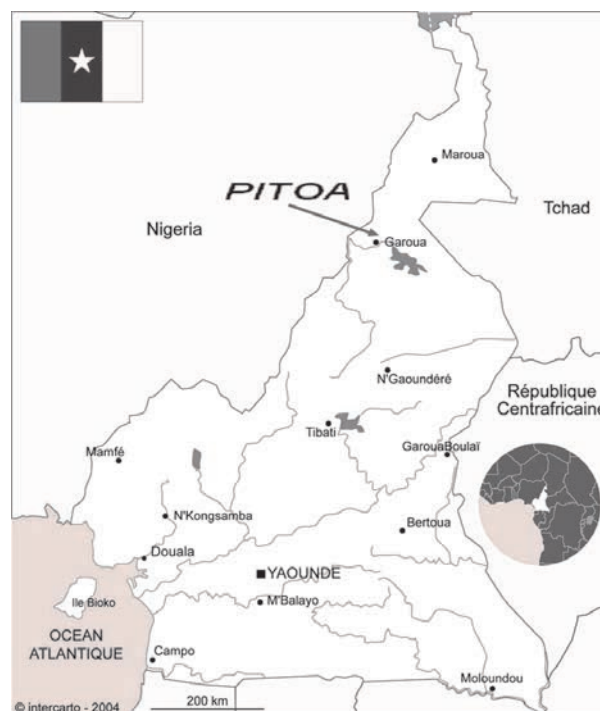 Maroua
PITOA
Tchad
Nigeria
Garoua
N'Gaoundéré
République
Centrafricaine
Tibati
GarouaBoulaï
Mamfé
N'Kongsamba
Bertoua
Douala
YAOUNDE
Ile Bioko
M'Balayo
OCEAN
ATLANTIQUE
Campo
Moloundou
200 km
© intercarto - 2004